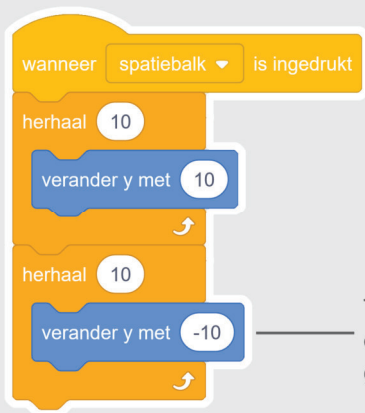 wanneer spatiebalk is ingedrukt
herhaal 10
verander y met 10
herhaal 10
verander y met -10